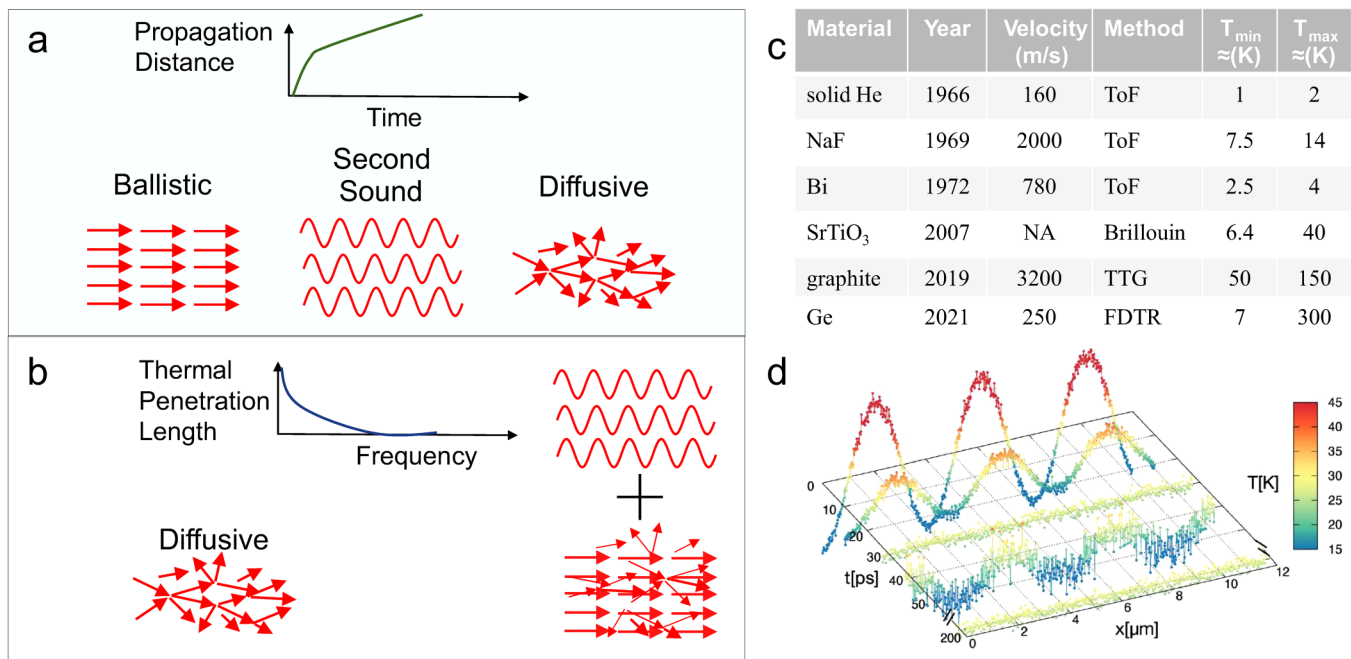 a
Propagation
Distance
Time
Ballistic
Second
Sound
Diffusive
b
Thermal
Penetration
Length
Frequency
Diffusive
c
Material Year Velocity (m/s) Method Tmin ≈(K) Tmax ≈(K)
solid He 1966 160 ToF 1 2
NaF 1969 2000 ToF 7.5 14
Bi 1972 780 ToF 2.5 4
SrTiO₃ 2007 NA Brillouin 6.4 40
graphite 2019 3200 TTG 50 150
Ge 2021 250 FDTR 7 300
d
0
10
20
30
40
50
200
t[ps]
0 2 4 6 8 10 12
x[µm]
T[K]
45
40
35
30
25
20
15